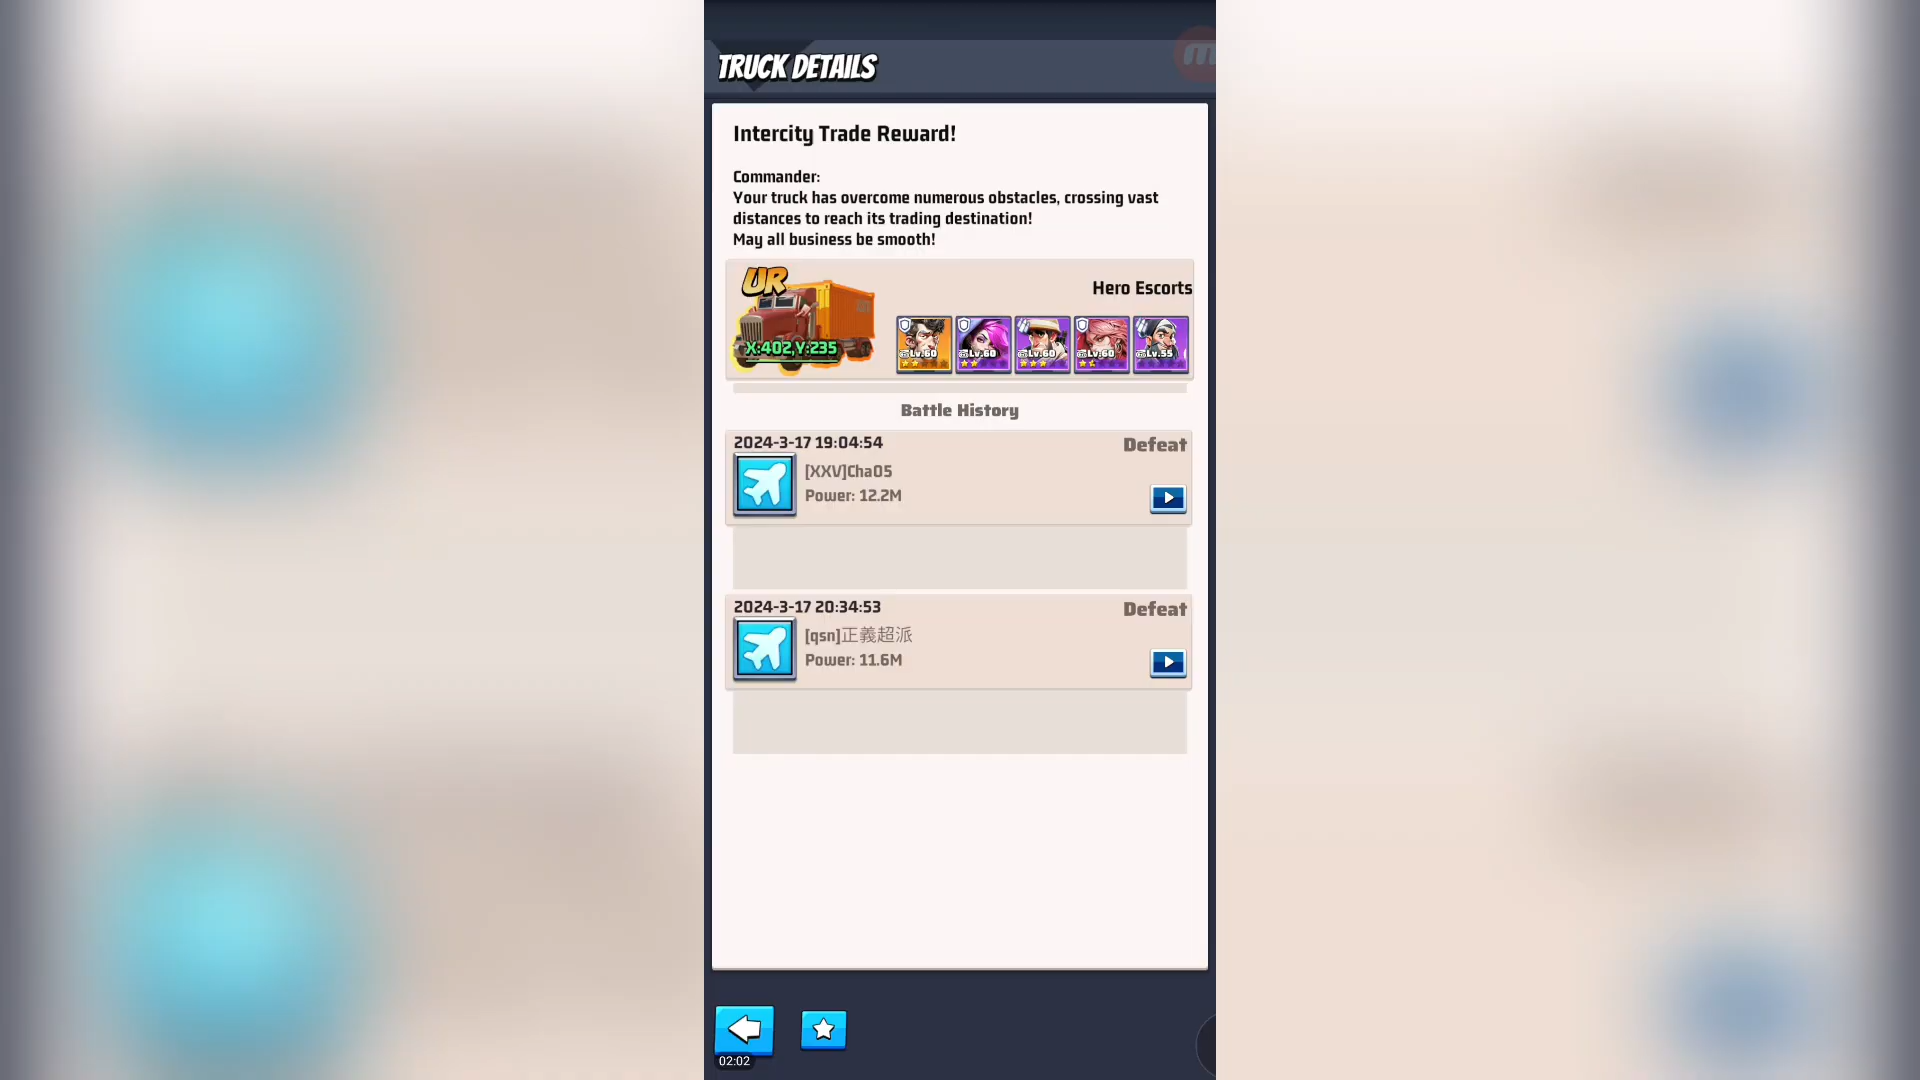 TRUCK DETAILS
Intercity Trade Reward!
Commander:
Your truck has overcome numerous obstacles, crossing vast
distances to reach its trading destination!
May all business be smooth!
UR
Hero Escorts
X:402,Y:235
Lv.60
Lv.60
Lv.60
Lv.60
Lv.55
Battle History
2024-3-17 19:04:54
Defeat
[XXV]Cha05
Power: 12.2M
2024-3-17 20:34:53
Defeat
[qsn]正義超派
Power: 11.6M
02:02